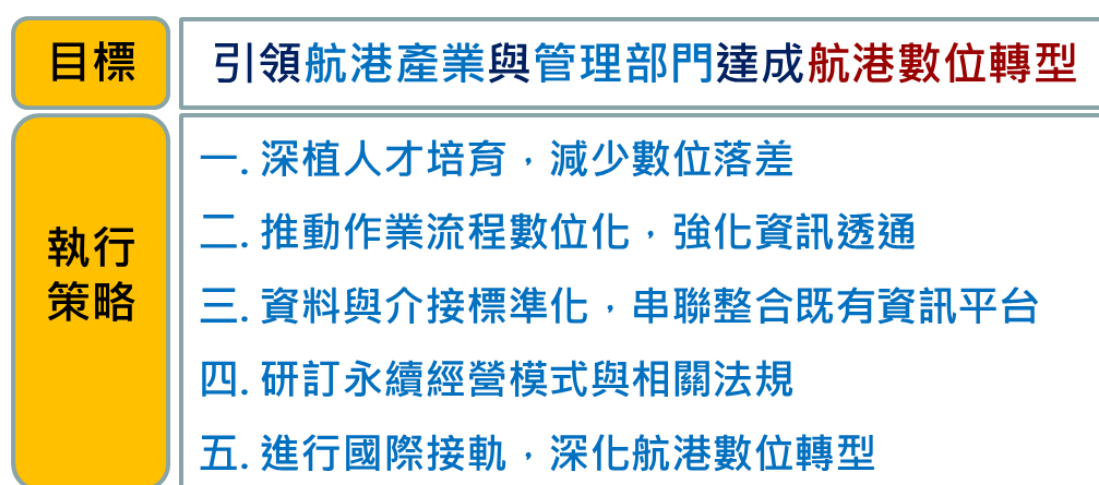 目標
引領航港產業與管理部門達成航港數位轉型
執行
策略
一. 深植人才培育，減少數位落差
二. 推動作業流程數位化，強化資訊透通
三. 資料與介接標準化，串聯整合既有資訊平台
四. 研訂永續經營模式與相關法規
五. 進行國際接軌，深化航港數位轉型